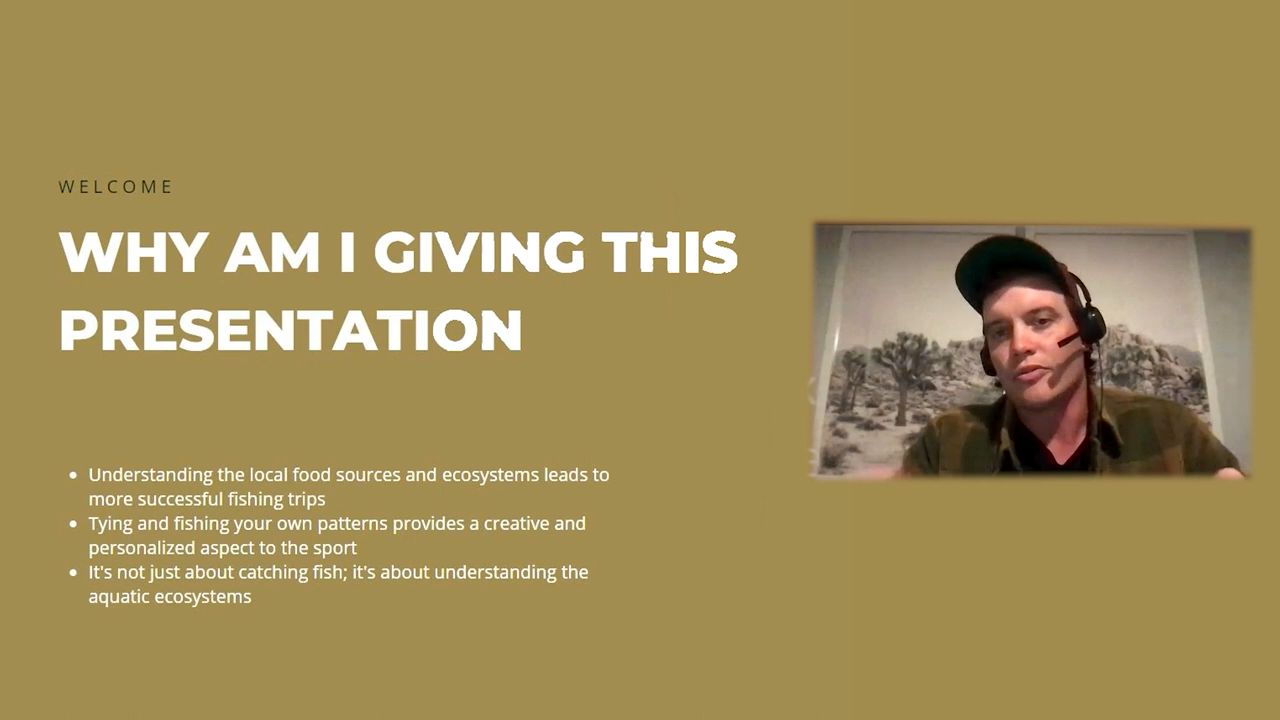 WELCOME
WHY AM I GIVING THIS
PRESENTATION
• Understanding the local food sources and ecosystems leads to
more successful fishing trips
• Tying and fishing your own patterns provides a creative and
personalized aspect to the sport
• It's not just about catching fish; it's about understanding the
aquatic ecosystems